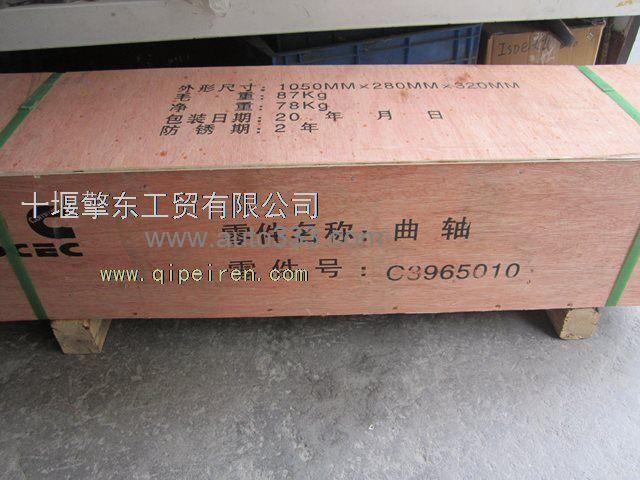 外形尺寸:1050MM×280MM×320MM
毛 重:87Kg
净 重:78Kg
包装日期:20 年 月 日
防锈期:2 年
十堰擎东工贸有限公司
零件名称:曲轴
零件号:C3965010
www.qipeiren.com